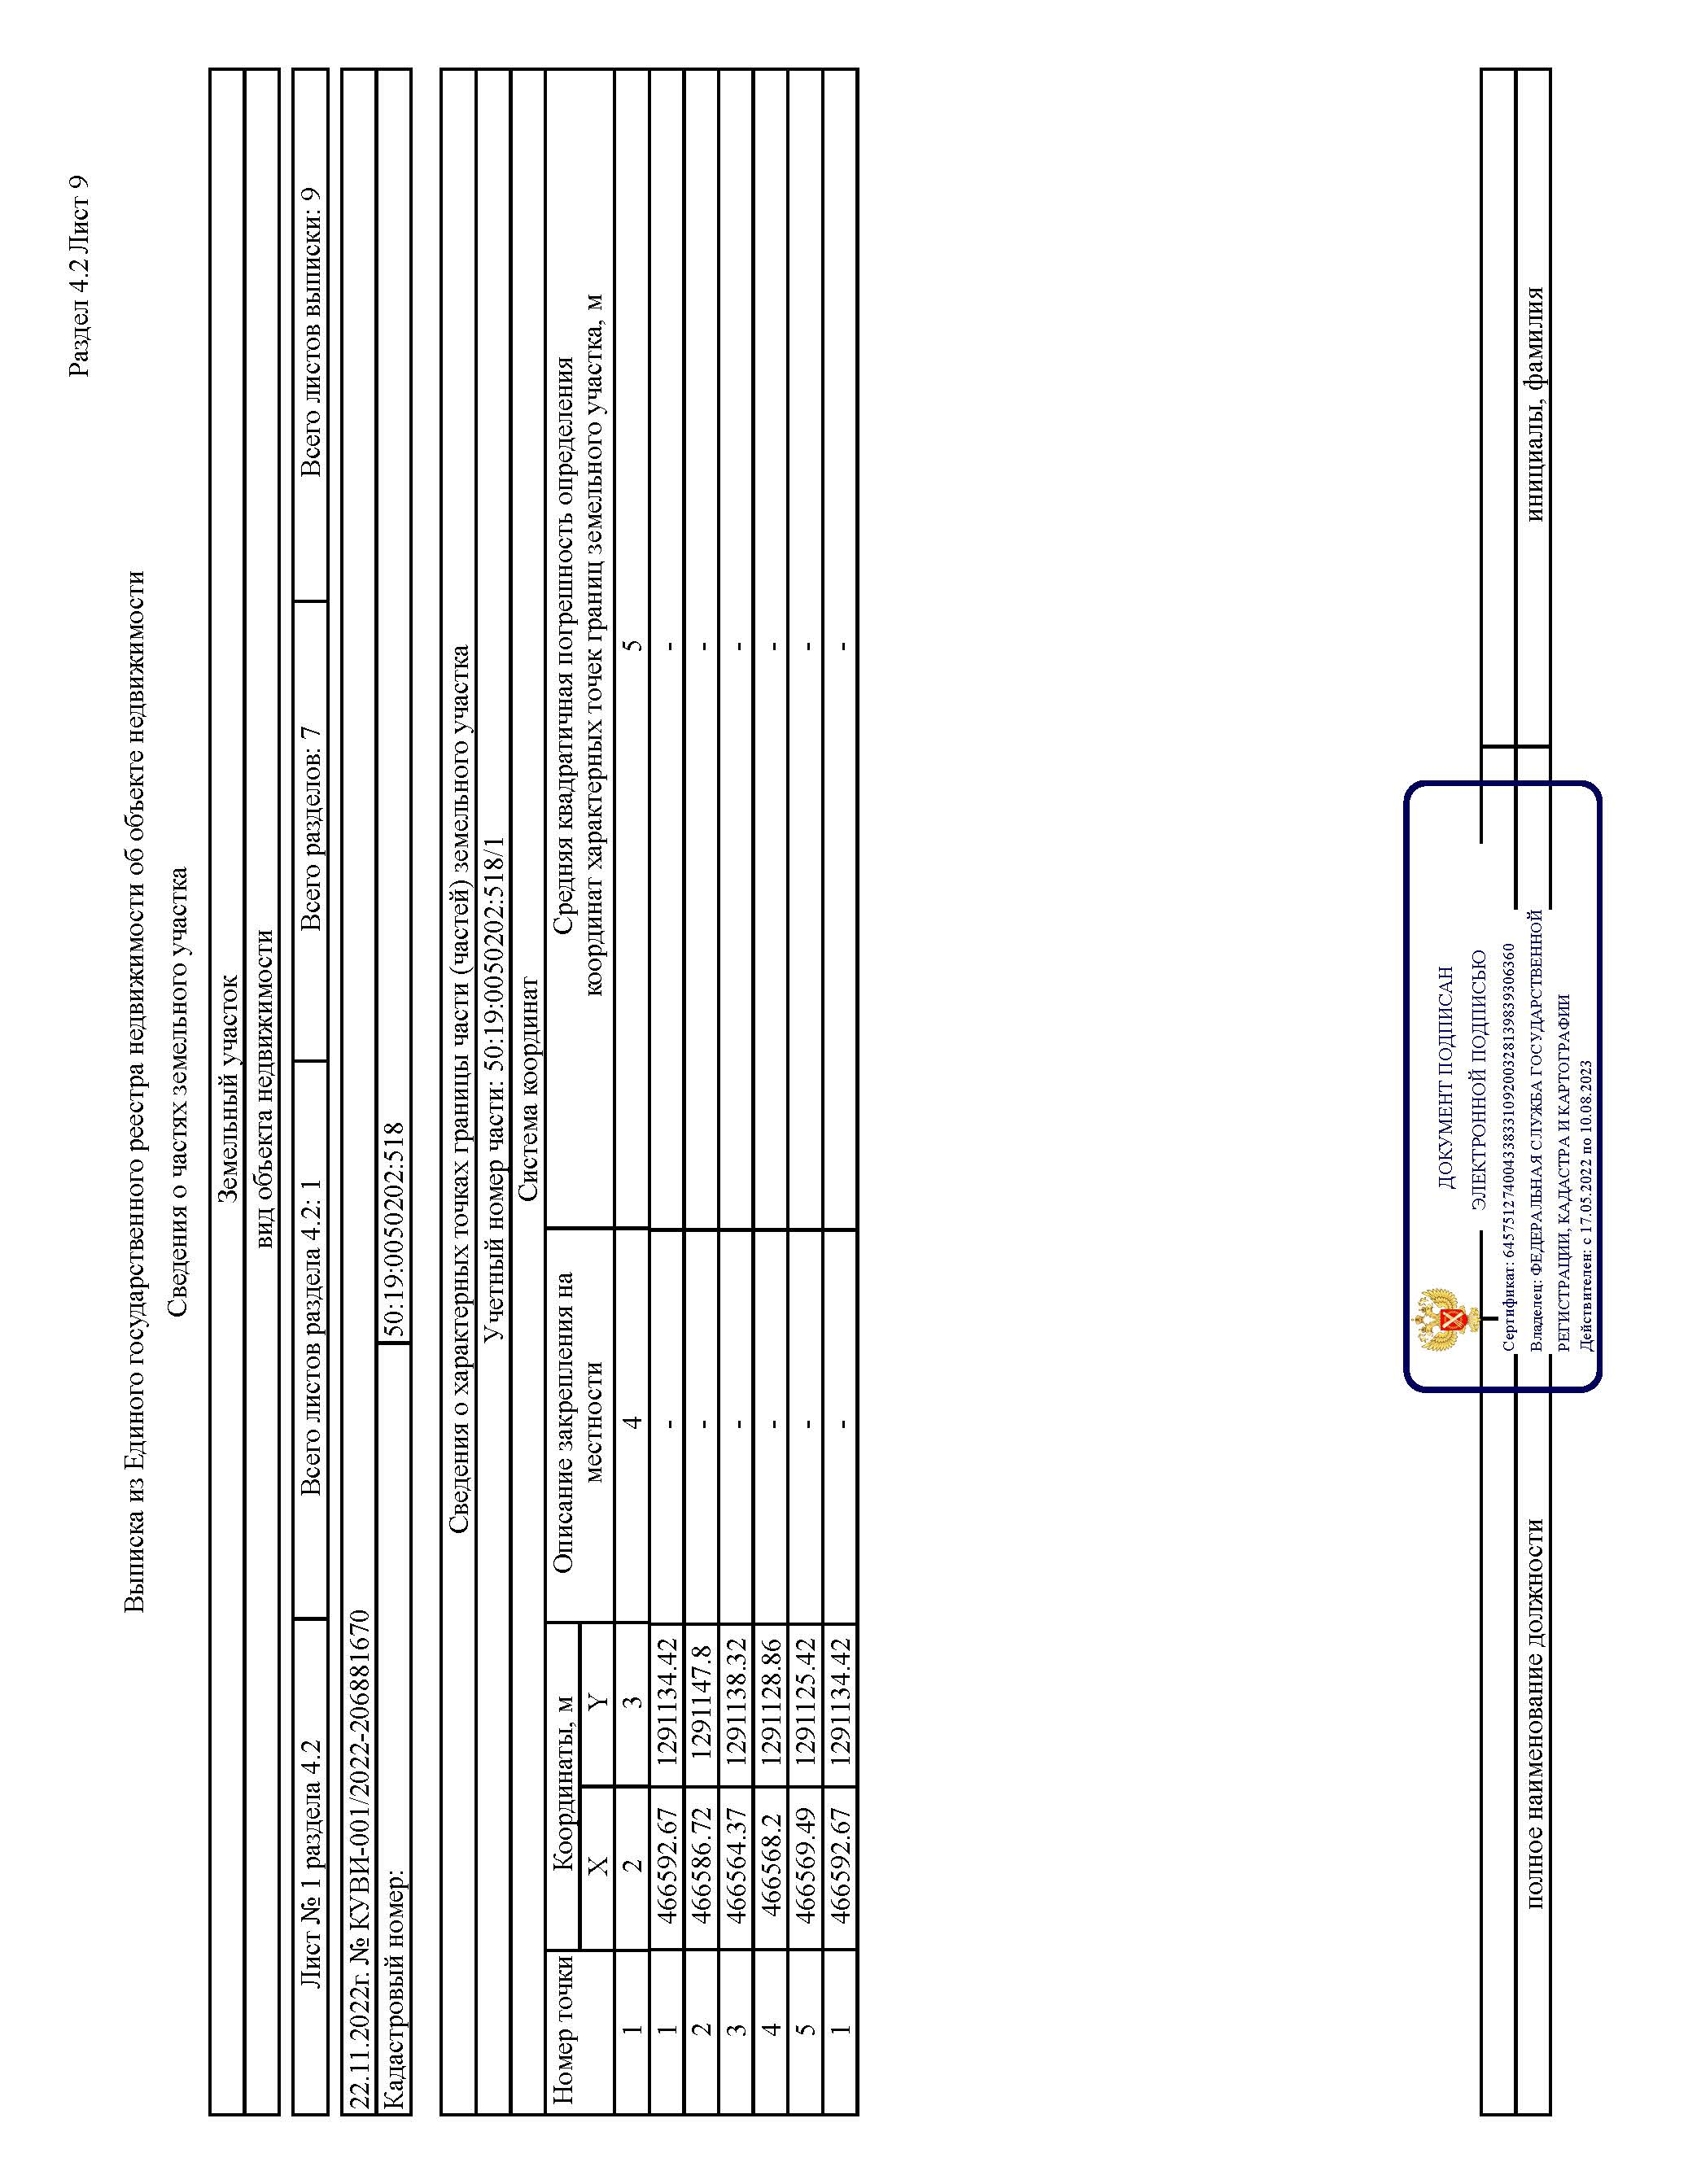 Раздел 4.2 Лист 9
Выписка из Единого государственного реестра недвижимости об объекте недвижимости
Сведения о частях земельного участка
Земельный участок
вид объекта недвижимости
Лист № 1 раздела 4.2 Всего листов раздела 4.2: 1 Всего разделов: 7 Всего листов выписки: 9
22.11.2022г. № КУВИ-001/2022-206881670
Кадастровый номер: 50:19:0050202:518
Сведения о характерных точках границы части (частей) земельного участка
Учетный номер части: 50:19:0050202:518/1
Система координат
Номер точки Координаты, м Описание закрепления на местности Средняя квадратичная погрешность определения
координат характерных точек границ земельного участка, м
X Y
1 2 3 4 5
1 466592.67 1291134.42 - -
2 466586.72 1291147.8 - -
3 466564.37 1291138.32 - -
4 466568.2 1291128.86 - -
5 466569.49 1291125.42 - -
1 466592.67 1291134.42 - -
ДОКУМЕНТ ПОДПИСАН
ЭЛЕКТРОННОЙ ПОДПИСЬЮ
Сертификат: 64575127400433833109200328139839306360
Владелец: ФЕДЕРАЛЬНАЯ СЛУЖБА ГОСУДАРСТВЕННОЙ
РЕГИСТРАЦИИ, КАДАСТРА И КАРТОГРАФИИ
Действителен: с 17.05.2022 по 10.08.2023
полное наименование должности инициалы, фамилия